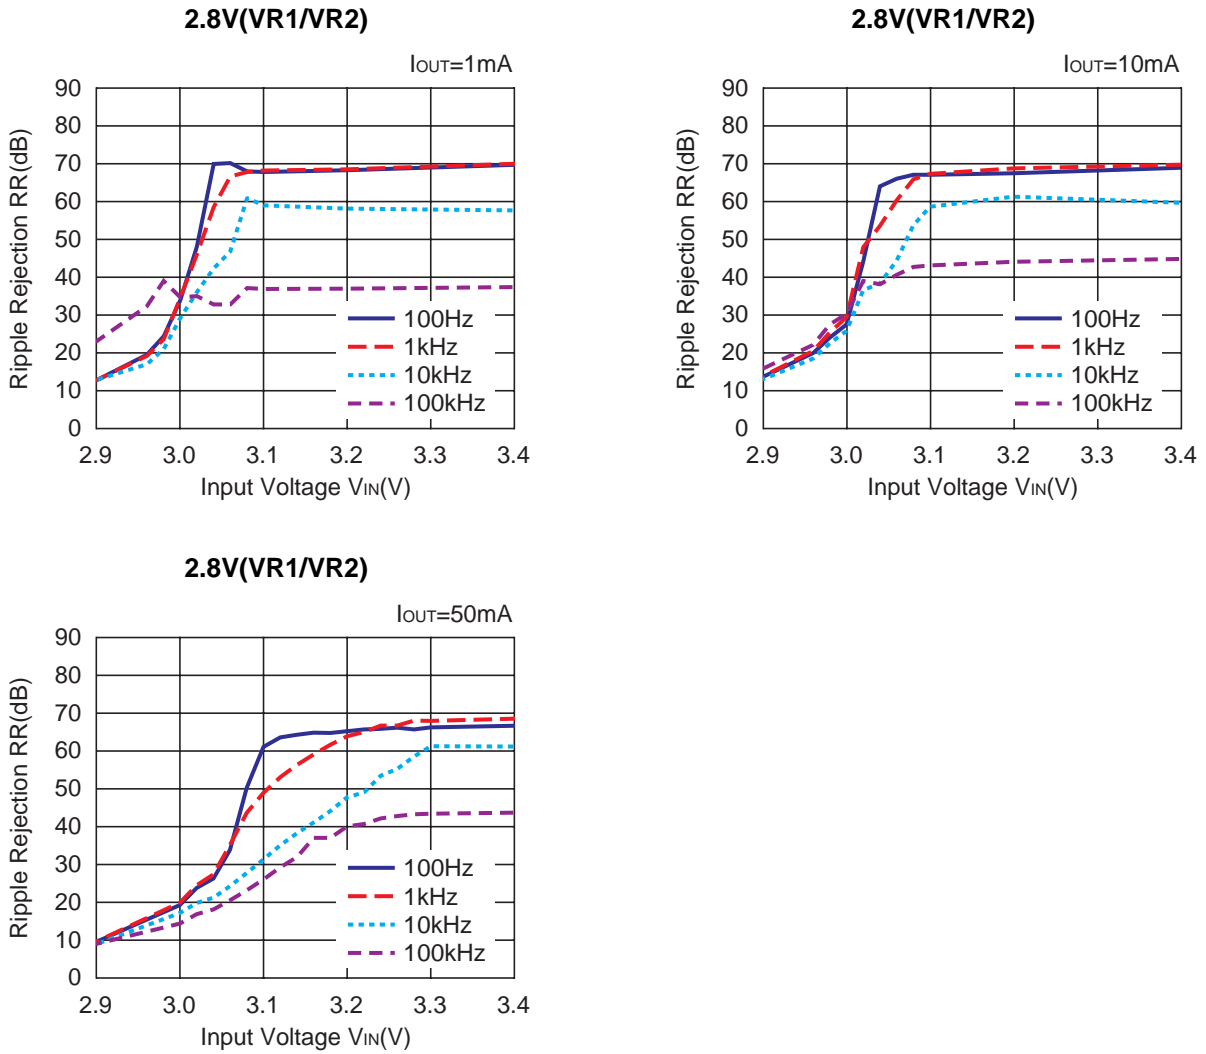 2.8V(VR1/VR2)
IOUT=1mA
Ripple Rejection RR(dB)
90
80
70
60
50
40
30
20
10
0
100Hz
1kHz
10kHz
100kHz
2.9 3.0 3.1 3.2 3.3 3.4
Input Voltage VIN(V)
2.8V(VR1/VR2)
IOUT=10mA
Ripple Rejection RR(dB)
90
80
70
60
50
40
30
20
10
0
100Hz
1kHz
10kHz
100kHz
2.9 3.0 3.1 3.2 3.3 3.4
Input Voltage VIN(V)
2.8V(VR1/VR2)
IOUT=50mA
Ripple Rejection RR(dB)
90
80
70
60
50
40
30
20
10
0
100Hz
1kHz
10kHz
100kHz
2.9 3.0 3.1 3.2 3.3 3.4
Input Voltage VIN(V)